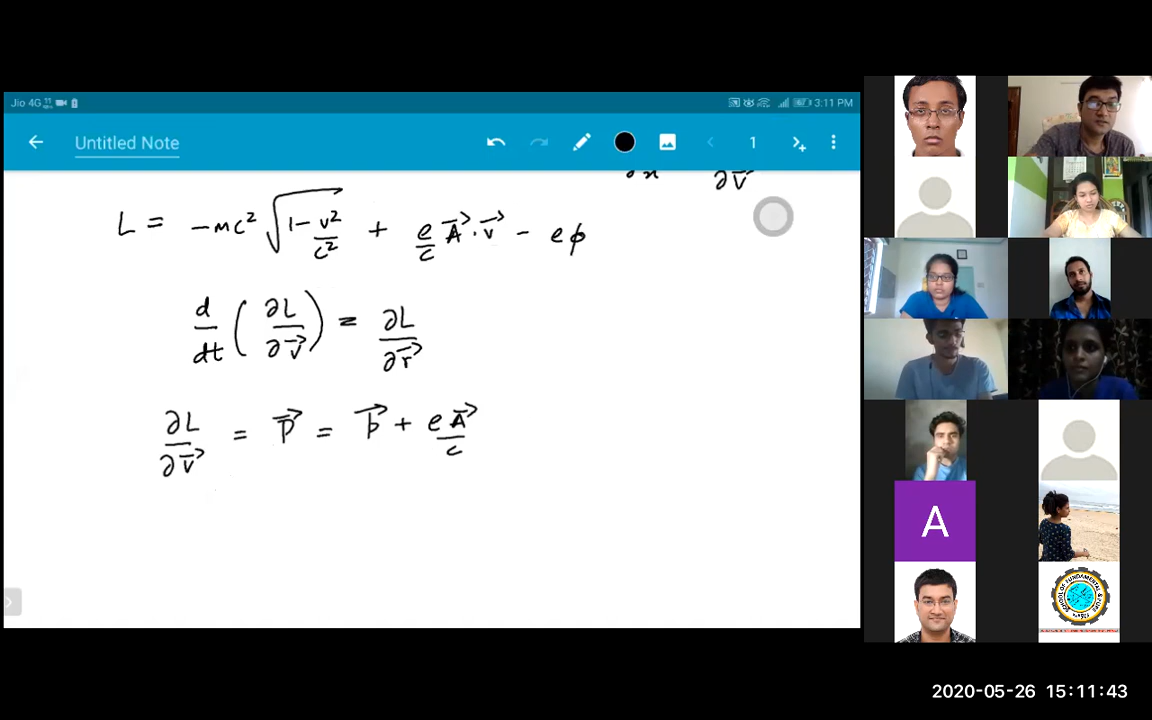 Jio 4G 3:11 PM
Untitled Note 1
∂x ∂v⃗
L = -mc² √(1 - v²/c²) + e/c A⃗ · v⃗ - eφ
d/dt (∂L/∂v⃗) = ∂L/∂r⃗
∂L/∂v⃗ = P⃗ = p⃗ + eA⃗/c
A
2020-05-26 15:11:43